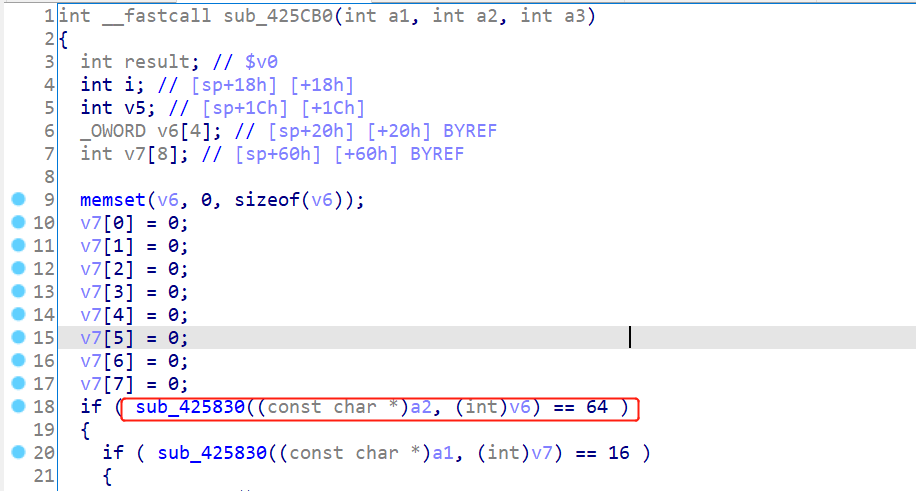 1 int __fastcall sub_425CB0(int a1, int a2, int a3)
2 {
3 int result; // $v0
4 int i; // [sp+18h] [+18h]
5 int v5; // [sp+1Ch] [+1Ch]
6 _OWORD v6[4]; // [sp+20h] [+20h] BYREF
7 int v7[8]; // [sp+60h] [+60h] BYREF
8
9 memset(v6, 0, sizeof(v6));
10 v7[0] = 0;
11 v7[1] = 0;
12 v7[2] = 0;
13 v7[3] = 0;
14 v7[4] = 0;
15 v7[5] = 0;
16 v7[6] = 0;
17 v7[7] = 0;
18 if ( sub_425830((const char *)a2, (int)v6) == 64 )
19 {
20 if ( sub_425830((const char *)a1, (int)v7) == 16 )
21 {